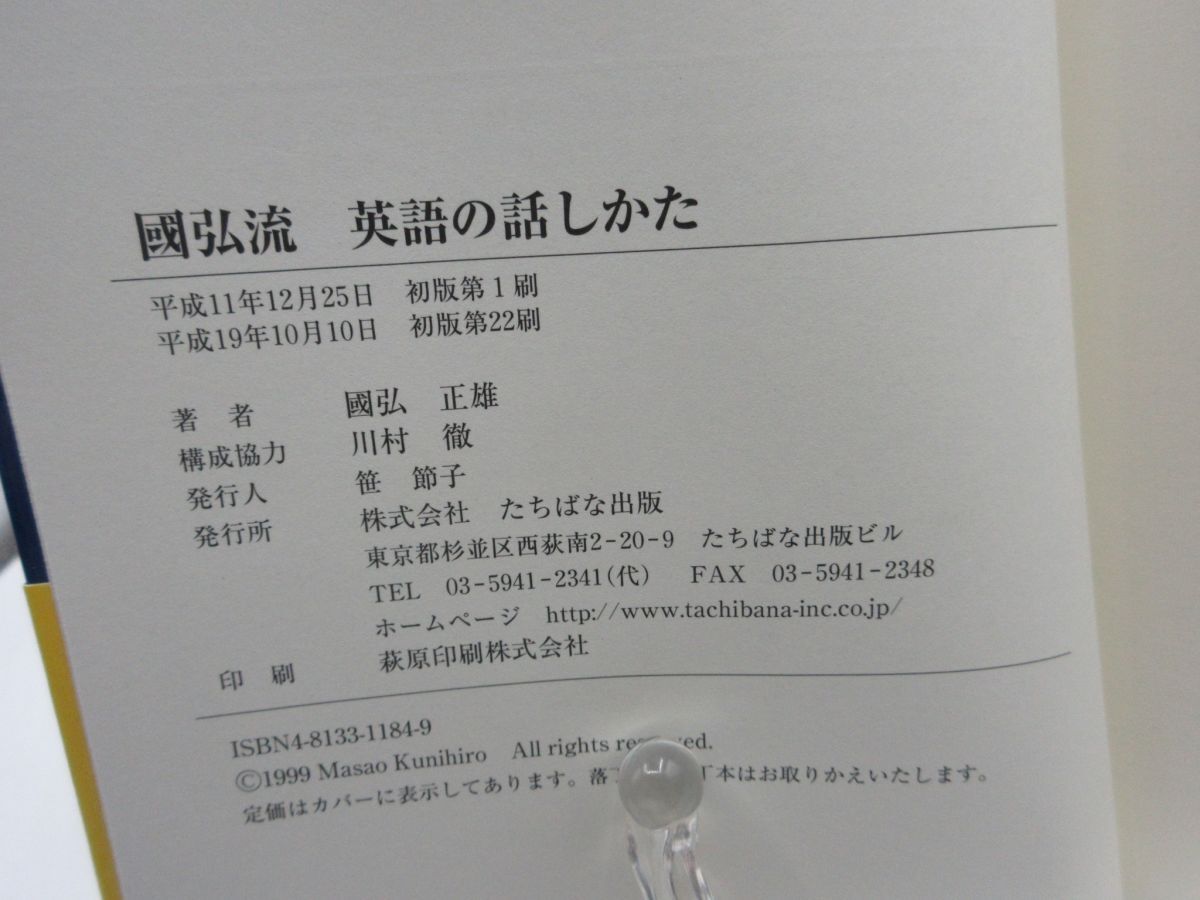 國弘流　英語の話しかた
平成11年12月25日　初版第1刷
平成19年10月10日　初版第22刷
著　者　國弘　正雄
構成協力　川村　徹
発行人　笹　節子
発行所　株式会社　たちばな出版
東京都杉並区西荻南2-20-9　たちばな出版ビル
TEL　03-5941-2341(代)　FAX　03-5941-2348
ホームページ　http://www.tachibana-inc.co.jp/
印　刷　萩原印刷株式会社
ISBN4-8133-1184-9
©1999 Masao Kunihiro　All rights reserved.
定価はカバーに表示してあります。落丁本はお取りかえいたします。